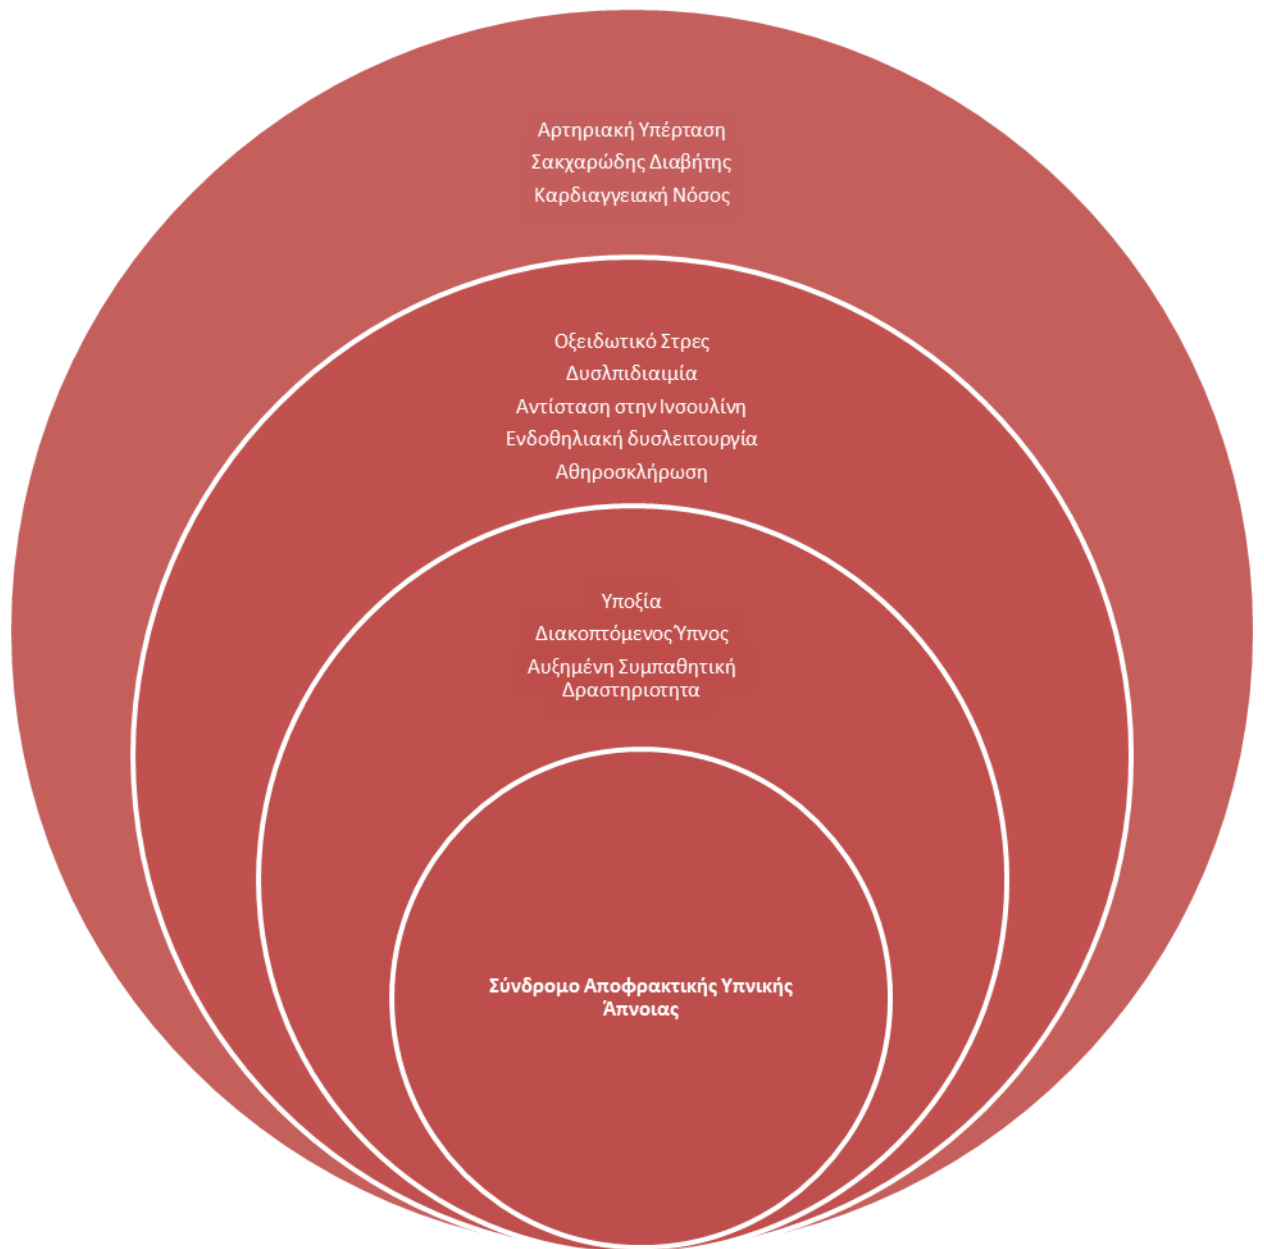 Αρτηριακή Υπέρταση
Σακχαρώδης Διαβήτης
Καρδιαγγειακή Νόσος
Οξειδωτικό Στρες
Δυσλπιδιαιμία
Αντίσταση στην Ινσουλίνη
Ενδοθηλιακή δυσλειτουργία
Αθηροσκλήρωση
Υποξία
Διακοπτόμενος Ύπνος
Αυξημένη Συμπαθητική
Δραστηριοτητα
Σύνδρομο Αποφρακτικής Υπνικής
Άπνοιας